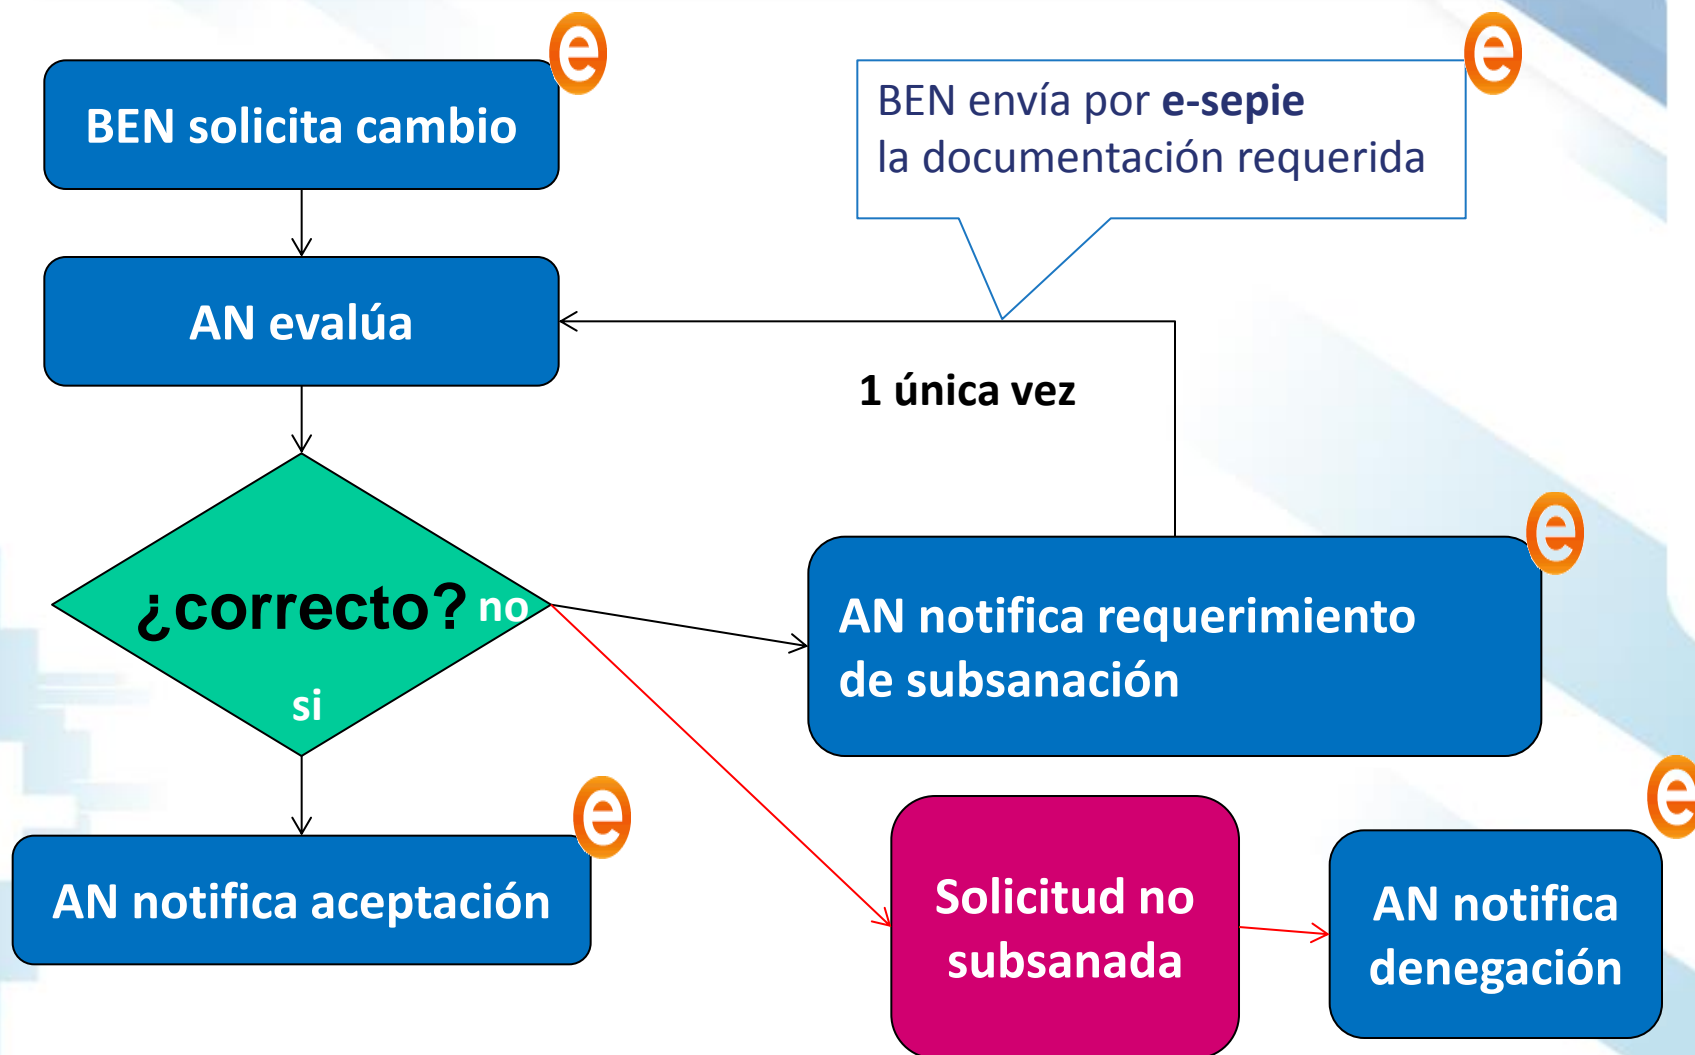 e
BEN solicita cambio
e
BEN envía por e-sepie
la documentación requerida
AN evalúa
1 única vez
¿correcto? no
si
e
AN notifica requerimiento
de subsanación
e
AN notifica aceptación
Solicitud no
subsanada
e
AN notifica
denegación